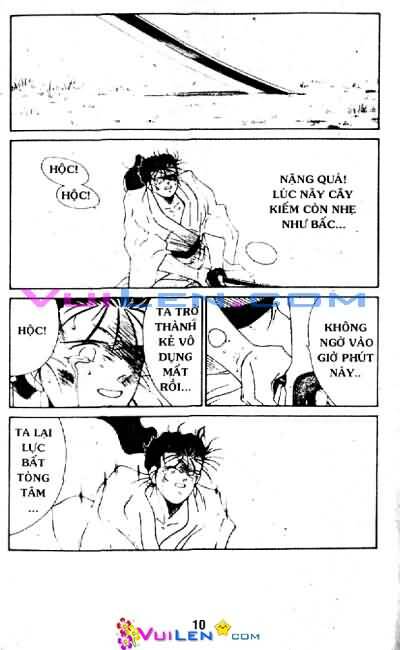 HỘC!
HỘC!
NẶNG QUẢ!
LÚC NÃY CÂY
KIẾM CÒN NHẸ
NHƯ BẤC...
VUILEN.COM
KHÔNG
NGỜ VÀO
GIỜ PHÚT
NÀY..
TA TRỞ
THÀNH
KẺ VÔ
DỤNG
MẤT
RỒI...
HỘC!
TA LẠI
LỰC
BẤT
TÒNG
TÂM
...
10
VUILEN COM